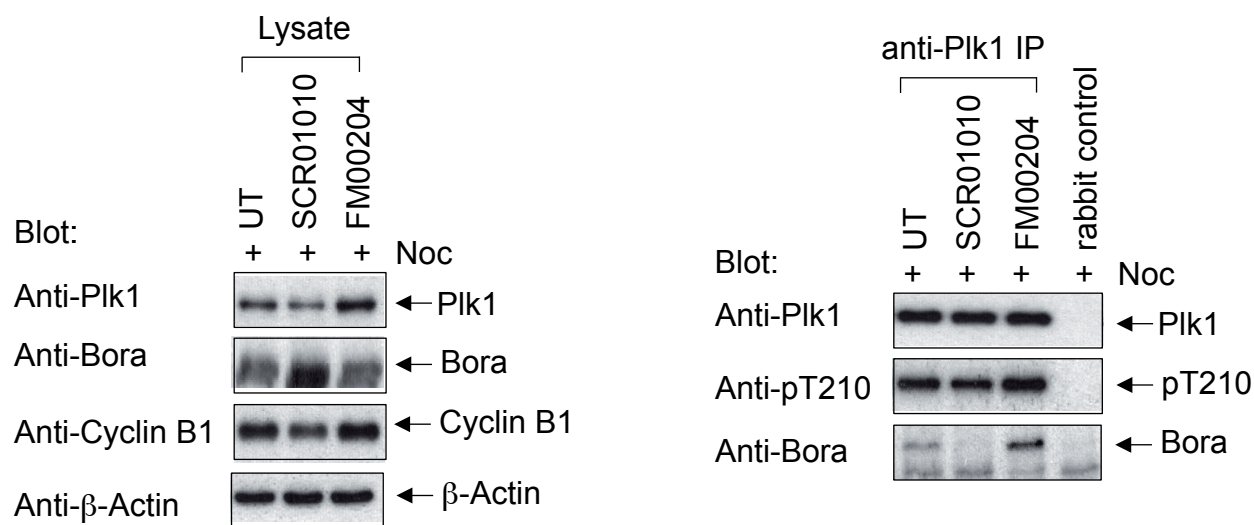 Lysate
UT
SCR01010
FM00204
Blot:
+ + + Noc
Anti-Plk1 Plk1
Anti-Bora Bora
Anti-Cyclin B1 Cyclin B1
Anti-β-Actin β-Actin
anti-Plk1 IP
UT
SCR01010
FM00204
rabbit control
Blot:
+ + + + Noc
Anti-Plk1 Plk1
Anti-pT210 pT210
Anti-Bora Bora